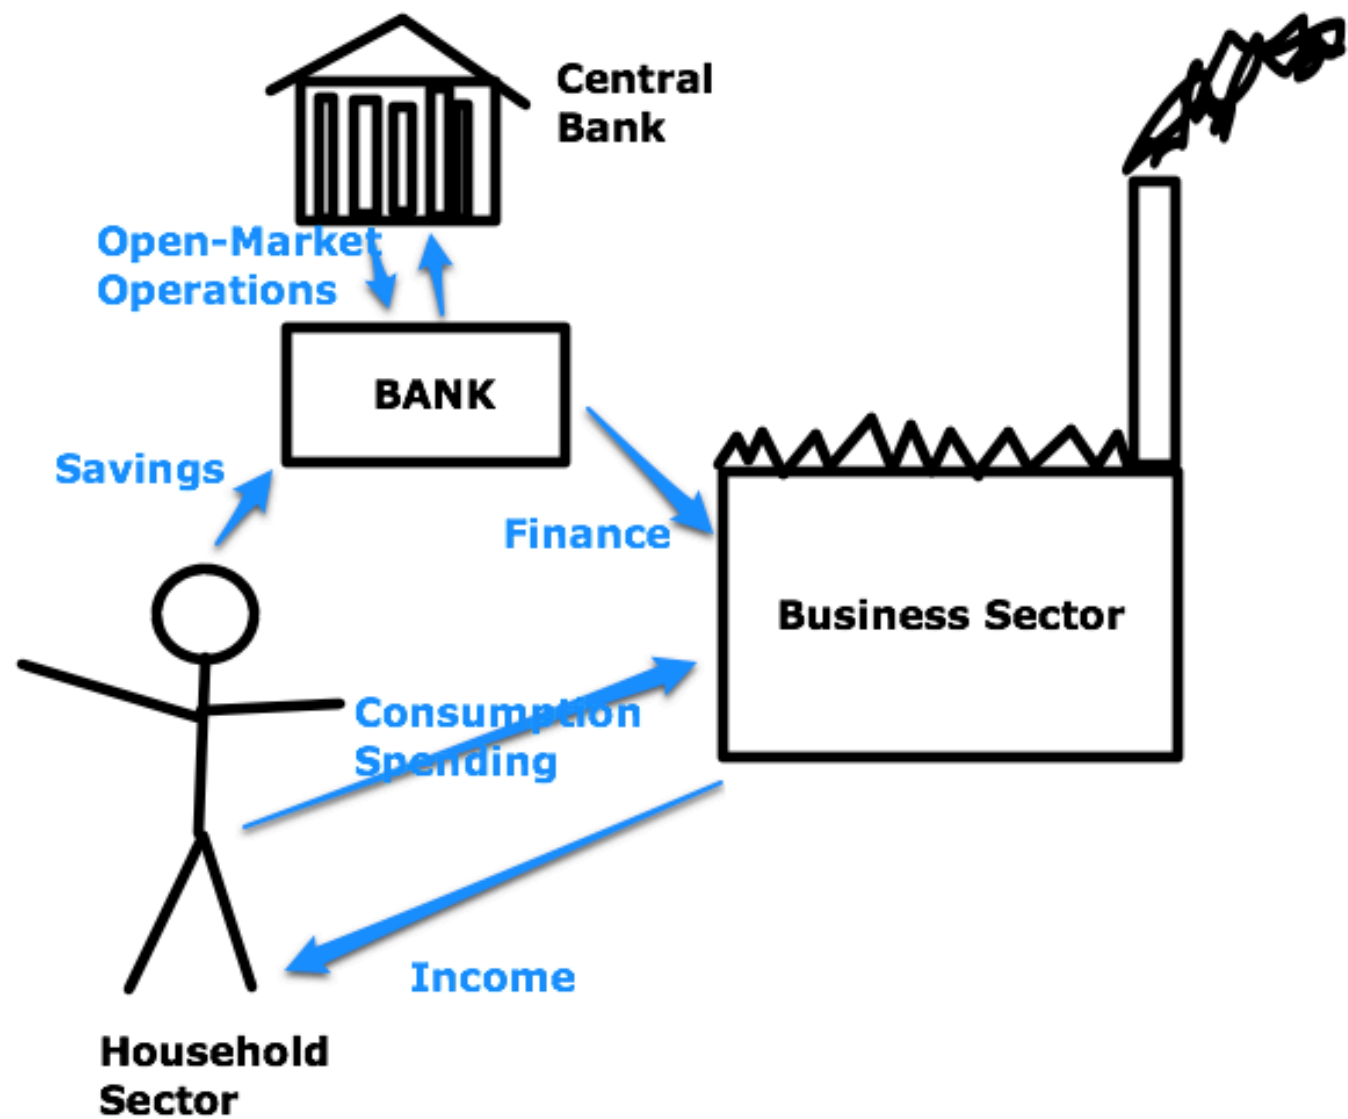 Central
Bank
Open-Market
Operations
BANK
Savings
Finance
Business Sector
Consumption
Spending
Income
Household
Sector